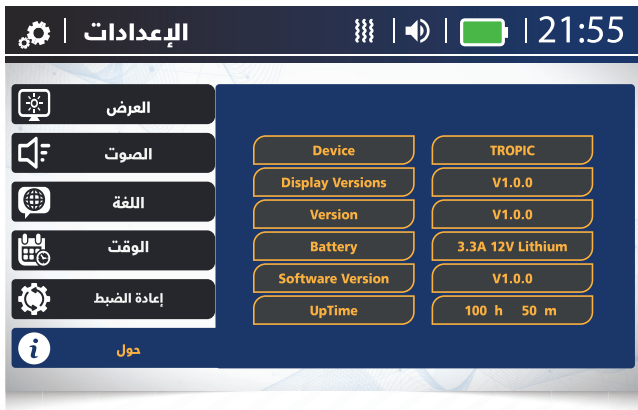 الإعدادات 21:55
العرض
الصوت
اللغة
الوقت
إعادة الضبط
حول
Device TROPIC
Display Versions V1.0.0
Version V1.0.0
Battery 3.3A 12V Lithium
Software Version V1.0.0
UpTime 100 h 50 m